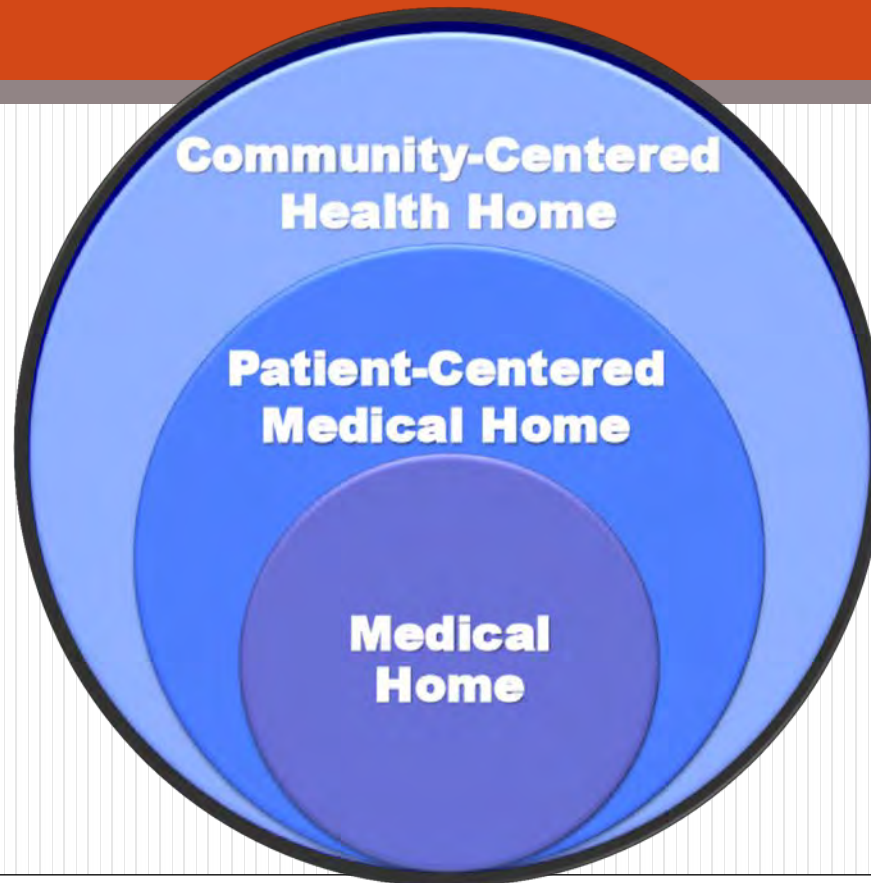 Community-Centered
Health Home
Patient-Centered
Medical Home
Medical
Home